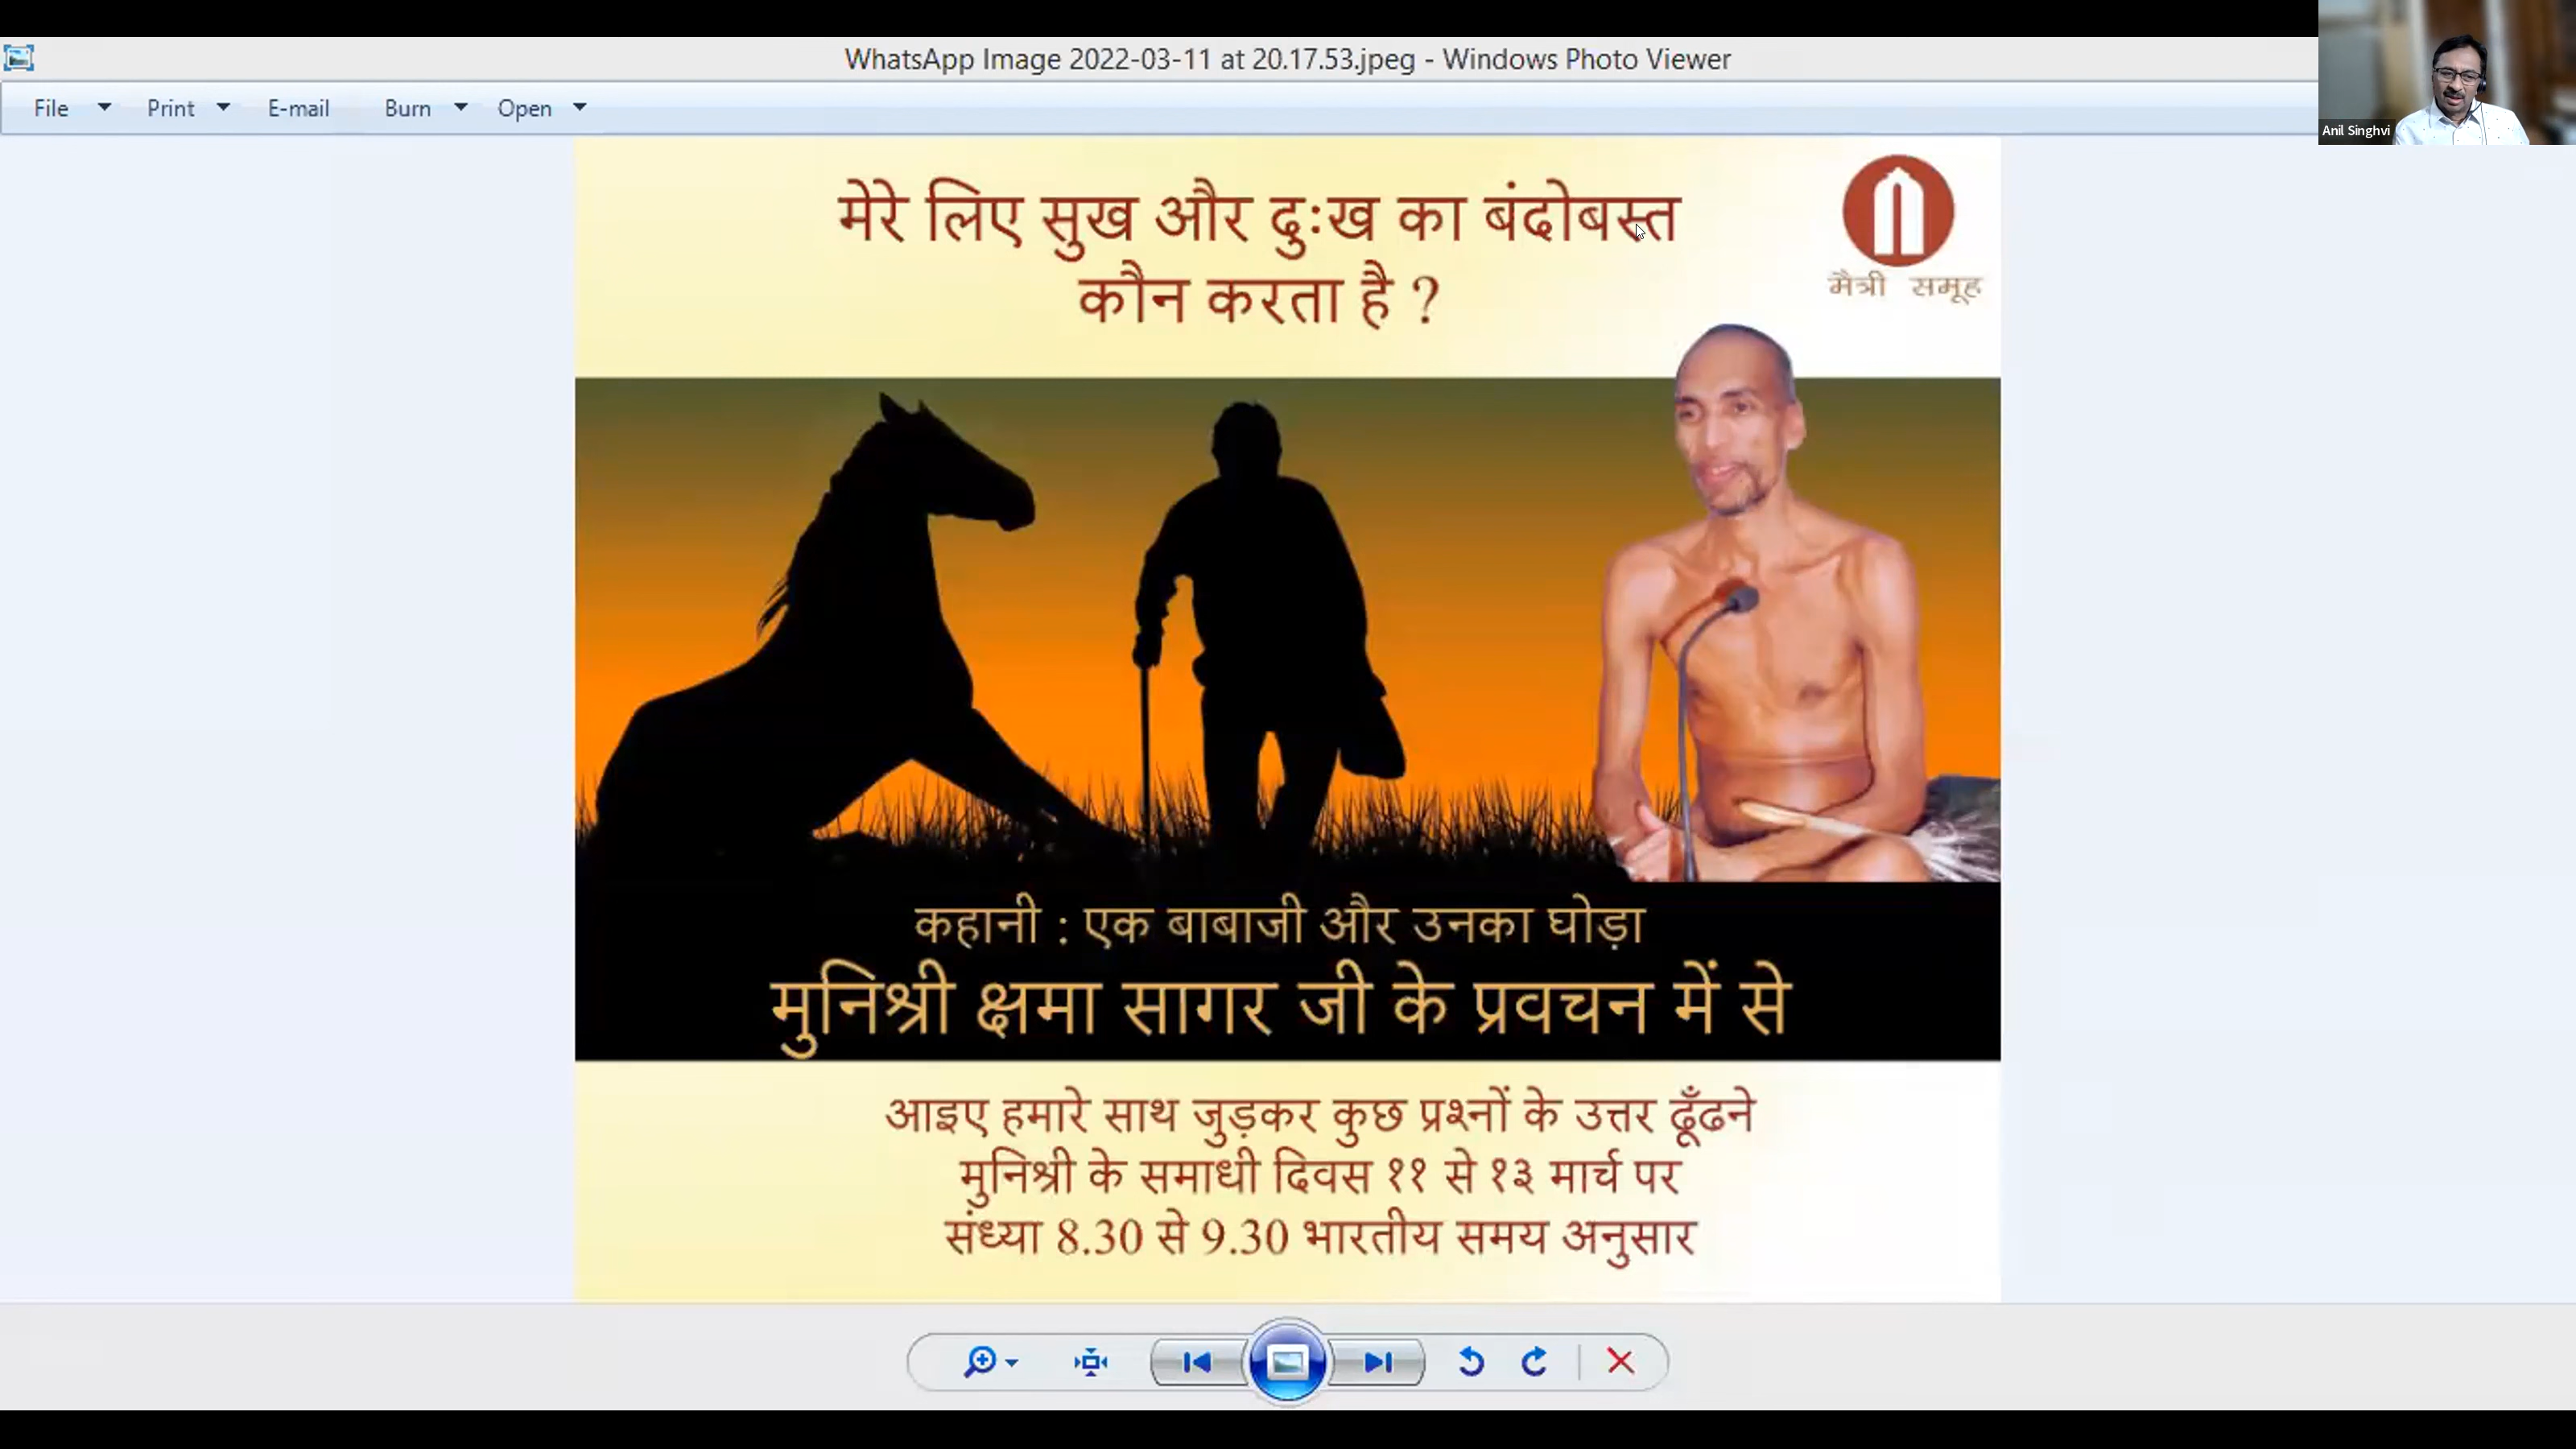 WhatsApp Image 2022-03-11 at 20.17.53.jpeg - Windows Photo Viewer
File Print E-mail Burn Open
Anil Singhvi
मेरे लिए सुख और दुःख का बंदोबस्त
कौन करता है ?
मैत्री समूह
कहानी : एक बाबाजी और उनका घोड़ा
मुनिश्री क्षमा सागर जी के प्रवचन में से
आइए हमारे साथ जुड़कर कुछ प्रश्नों के उत्तर ढूँढने
मुनिश्री के समाधी दिवस ११ से १३ मार्च पर
संध्या 8.30 से 9.30 भारतीय समय अनुसार